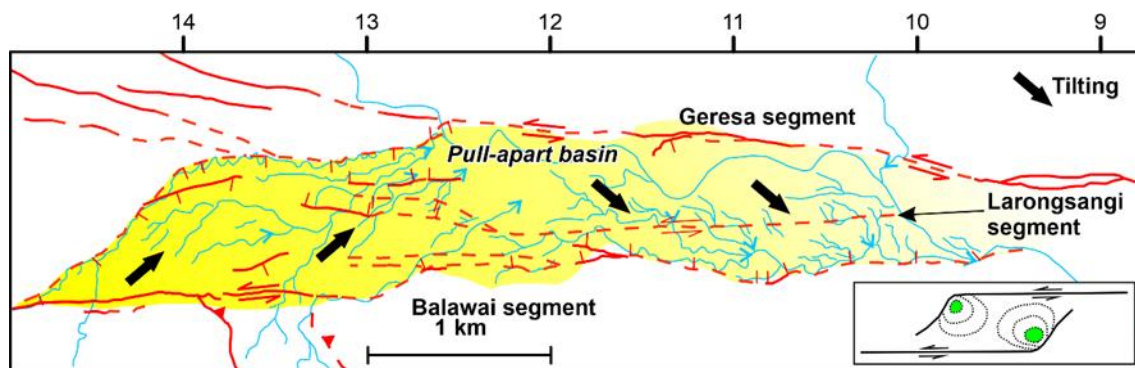 14 13 12 11 10 9
Tilting
Geresa segment
Pull-apart basin
Larongsangi
segment
Balawai segment
1 km